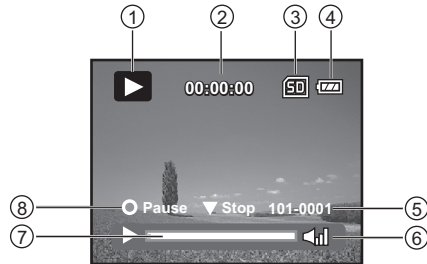 ① ② ③ ④
00:00:00 SD
⑧ Pause Stop 101-0001 ⑤
⑦ ⑥